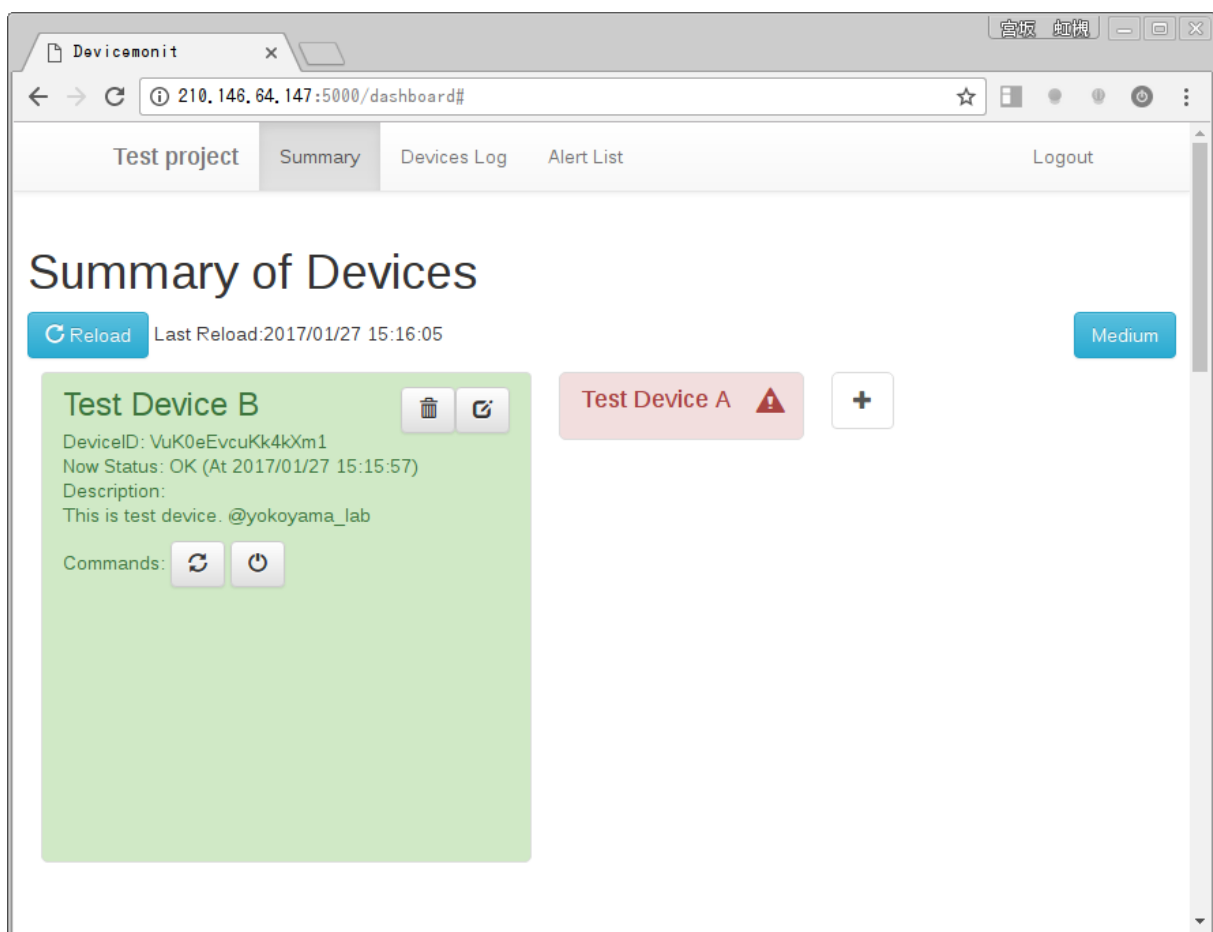 宮坂 虹槻
Devicemonit
210.146.64.147:5000/dashboard#
Test project Summary Devices Log Alert List Logout
Summary of Devices
Reload Last Reload:2017/01/27 15:16:05 Medium
Test Device B
DeviceID: VuK0eEvcuKk4kXm1
Now Status: OK (At 2017/01/27 15:15:57)
Description:
This is test device. @yokoyama_lab
Commands:
Test Device A